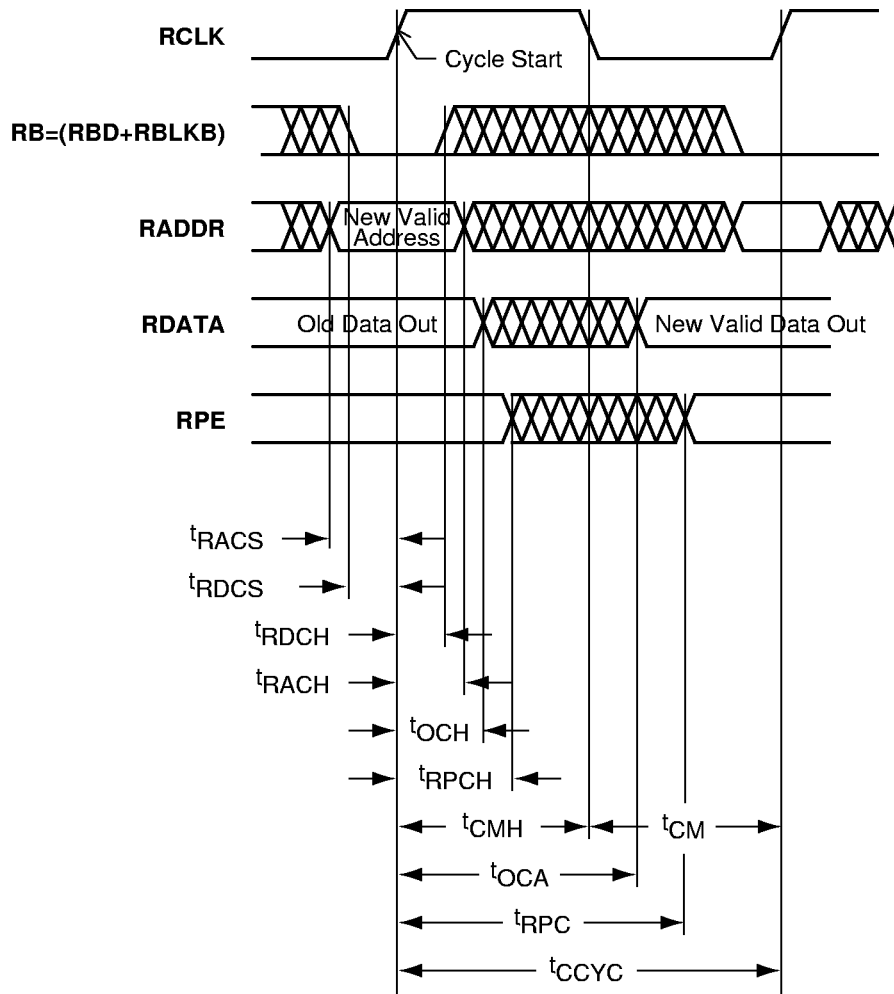 RCLK
Cycle Start
RB=(RBD+RBLKB)
RADDR
New Valid
Address
RDATA
Old Data Out
New Valid Data Out
RPE
tRACS
tRDCS
tRDCH
tRACH
tOCH
tRPCH
tCMH
tCM
tOCA
tRPC
tCCYC